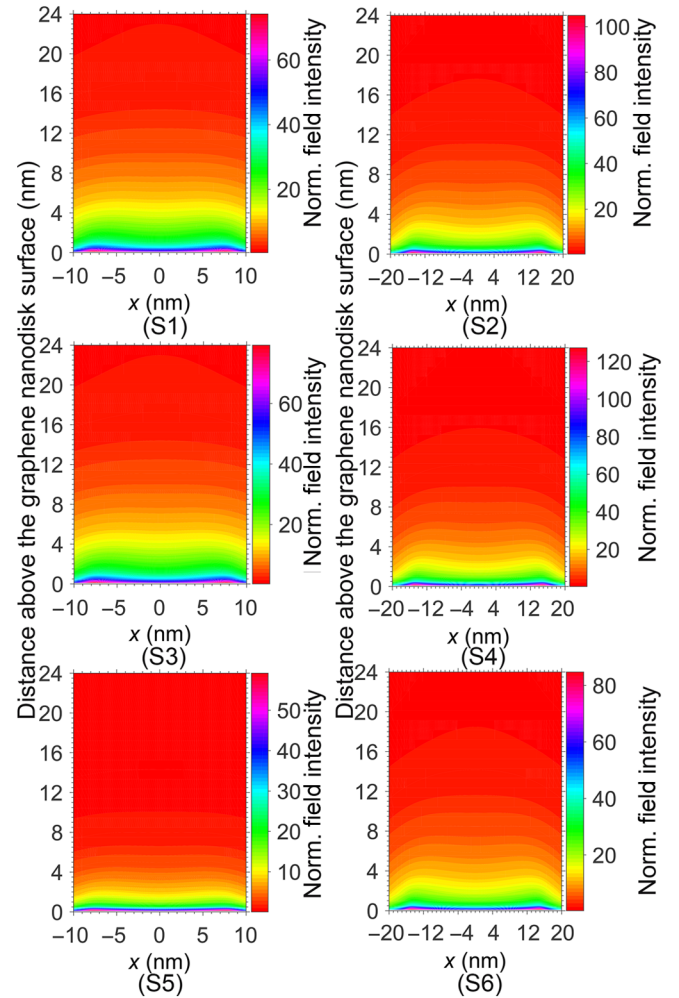 Distance above the graphene nanodisk surface (nm)
24
20
16
12
8
4
0
−10 −5 0 5 10
x (nm)
(S1)
60
40
20
Norm. field intensity
Distance above the graphene nanodisk surface (nm)
24
20
16
12
8
4
0
−20 −12 −4 4 12 20
x (nm)
(S2)
100
80
60
40
20
Norm. field intensity
24
20
16
12
8
4
0
−10 −5 0 5 10
x (nm)
(S3)
60
40
20
Norm. field intensity
24
20
16
12
8
4
0
−20 −12 −4 4 12 20
x (nm)
(S4)
120
100
80
60
40
20
Norm. field intensity
24
20
16
12
8
4
0
−10 −5 0 5 10
x (nm)
(S5)
50
40
30
20
10
Norm. field intensity
24
20
16
12
8
4
0
−20 −12 −4 4 12 20
x (nm)
(S6)
80
60
40
20
Norm. field intensity